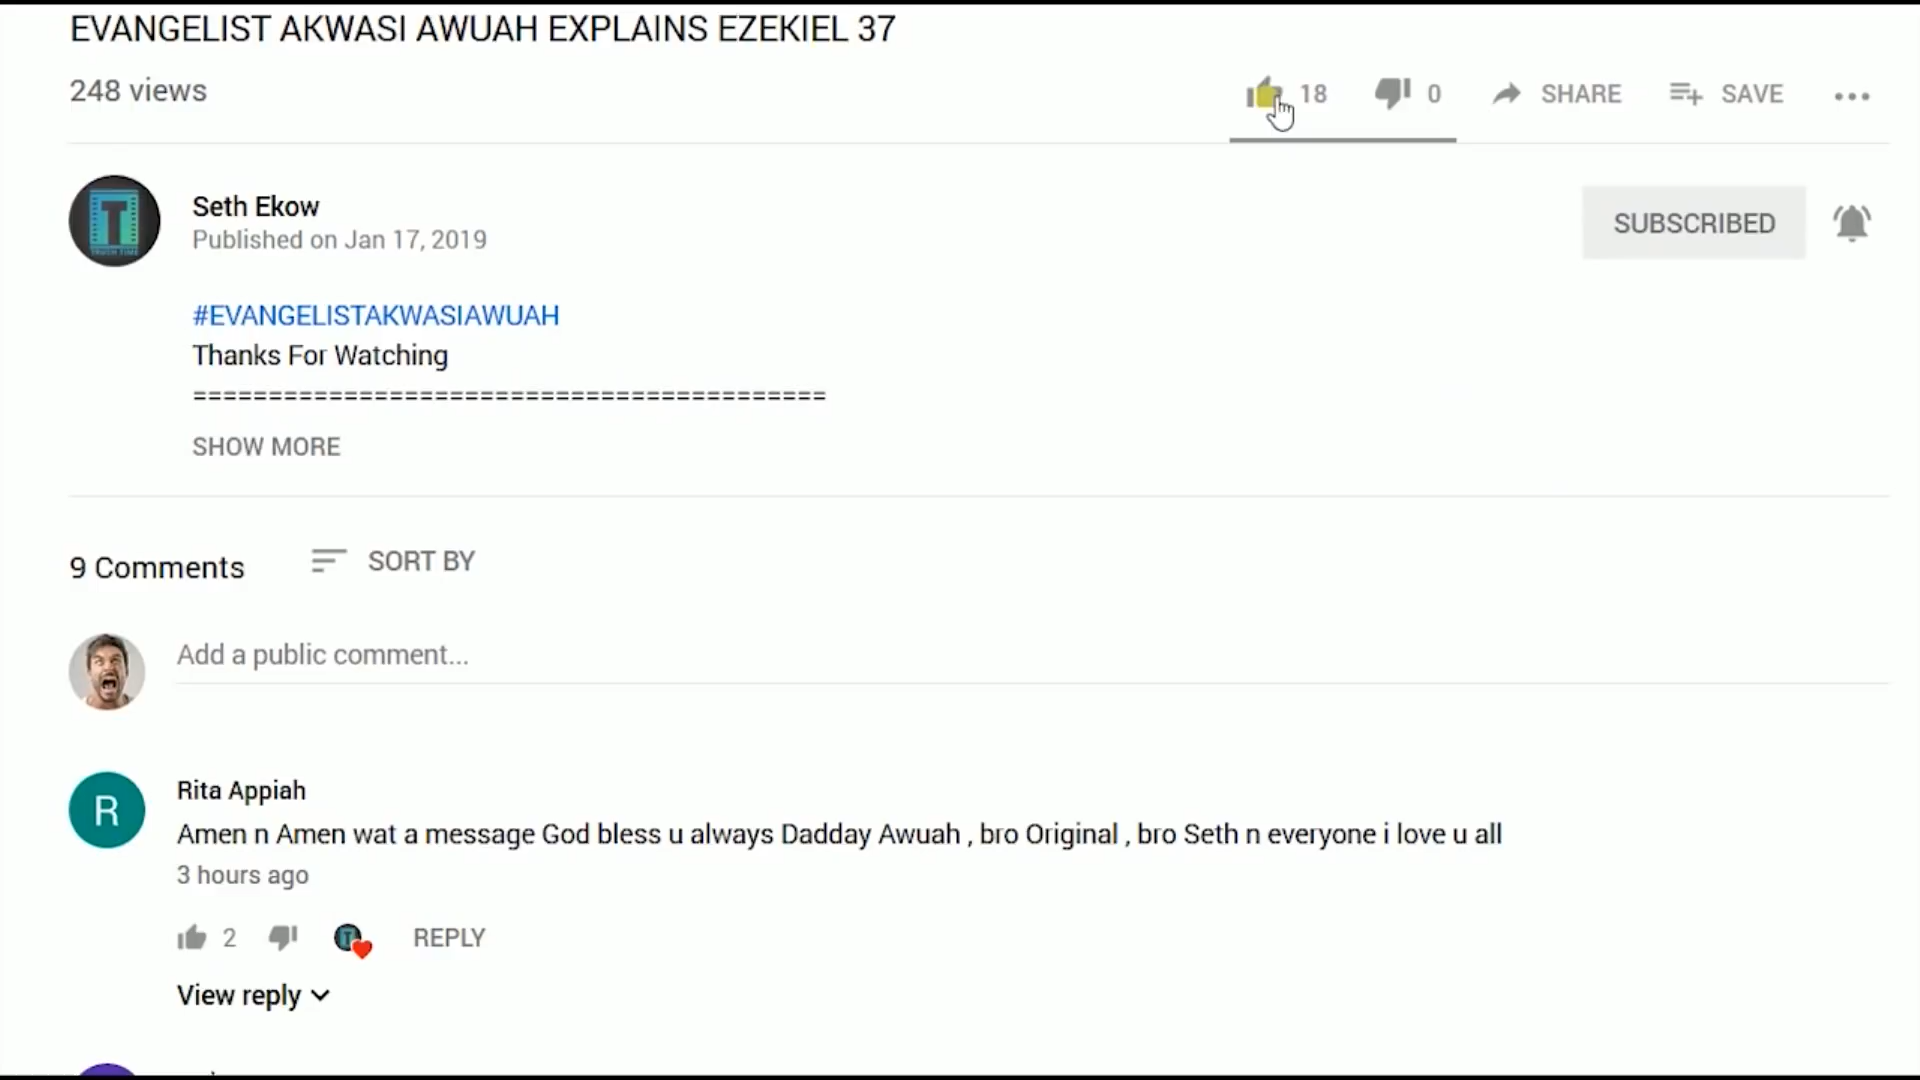 EVANGELIST AKWASI AWUAH EXPLAINS EZEKIEL 37
248 views
18
0
SHARE
SAVE
T
Seth Ekow
Published on Jan 17, 2019
SUBSCRIBED
#EVANGELISTAKWASIAWUAH
Thanks For Watching
==========================================
SHOW MORE
9 Comments
SORT BY
Add a public comment...
R
Rita Appiah
Amen n Amen wat a message God bless u always Dadday Awuah , bro Original , bro Seth n everyone i love u all
3 hours ago
2
REPLY
View reply